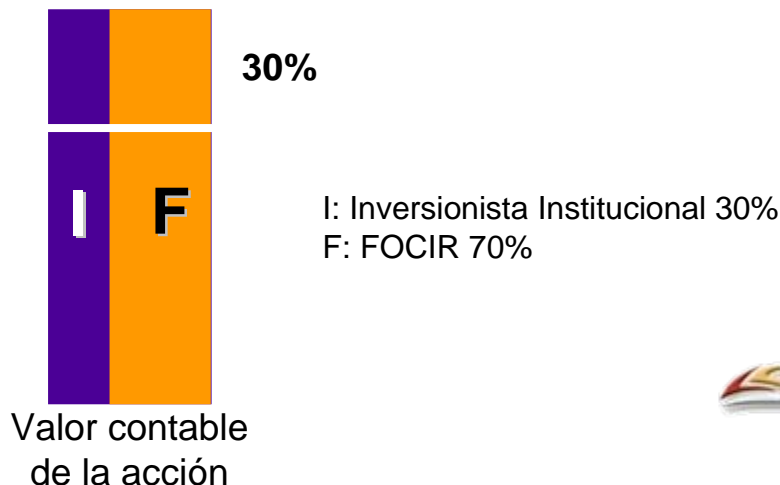 30%
I F
I: Inversionista Institucional 30%
F: FOCIR 70%
Valor contable
de la acción